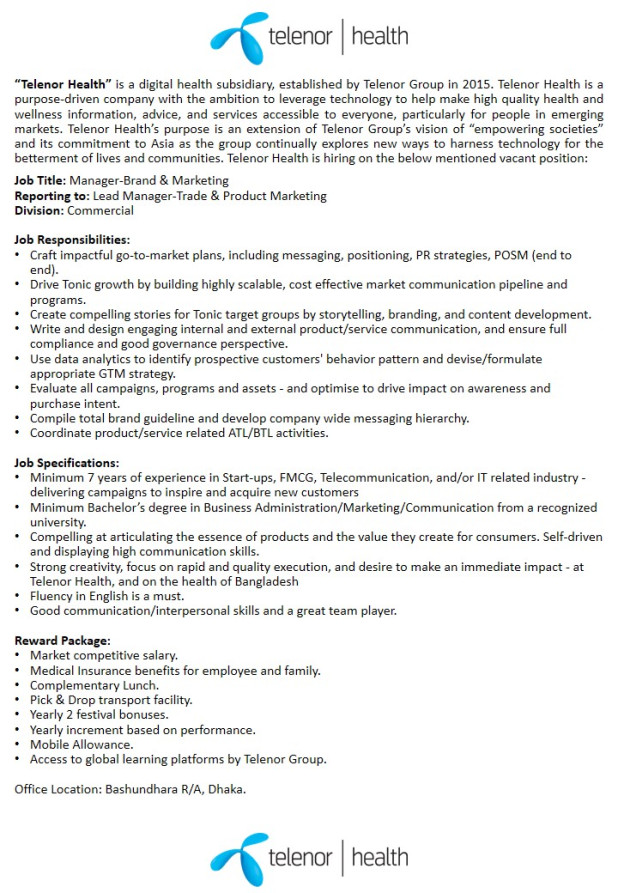 telenor | health
“Telenor Health” is a digital health subsidiary, established by Telenor Group in 2015. Telenor Health is a
purpose-driven company with the ambition to leverage technology to help make high quality health and
wellness information, advice, and services accessible to everyone, particularly for people in emerging
markets. Telenor Health’s purpose is an extension of Telenor Group’s vision of “empowering societies”
and its commitment to Asia as the group continually explores new ways to harness technology for the
betterment of lives and communities. Telenor Health is hiring on the below mentioned vacant position:
Job Title: Manager-Brand & Marketing
Reporting to: Lead Manager-Trade & Product Marketing
Division: Commercial
Job Responsibilities:
• Craft impactful go-to-market plans, including messaging, positioning, PR strategies, POSM (end to
end).
• Drive Tonic growth by building highly scalable, cost effective market communication pipeline and
programs.
• Create compelling stories for Tonic target groups by storytelling, branding, and content development.
• Write and design engaging internal and external product/service communication, and ensure full
compliance and good governance perspective.
• Use data analytics to identify prospective customers' behavior pattern and devise/formulate
appropriate GTM strategy.
• Evaluate all campaigns, programs and assets - and optimise to drive impact on awareness and
purchase intent.
• Compile total brand guideline and develop company wide messaging hierarchy.
• Coordinate product/service related ATL/BTL activities.
Job Specifications:
• Minimum 7 years of experience in Start-ups, FMCG, Telecommunication, and/or IT related industry -
delivering campaigns to inspire and acquire new customers
• Minimum Bachelor’s degree in Business Administration/Marketing/Communication from a recognized
university.
• Compelling at articulating the essence of products and the value they create for consumers. Self-driven
and displaying high communication skills.
• Strong creativity, focus on rapid and quality execution, and desire to make an immediate impact - at
Telenor Health, and on the health of Bangladesh
• Fluency in English is a must.
• Good communication/interpersonal skills and a great team player.
Reward Package:
• Market competitive salary.
• Medical Insurance benefits for employee and family.
• Complementary Lunch.
• Pick & Drop transport facility.
• Yearly 2 festival bonuses.
• Yearly increment based on performance.
• Mobile Allowance.
• Access to global learning platforms by Telenor Group.
Office Location: Bashundhara R/A, Dhaka.
telenor | health